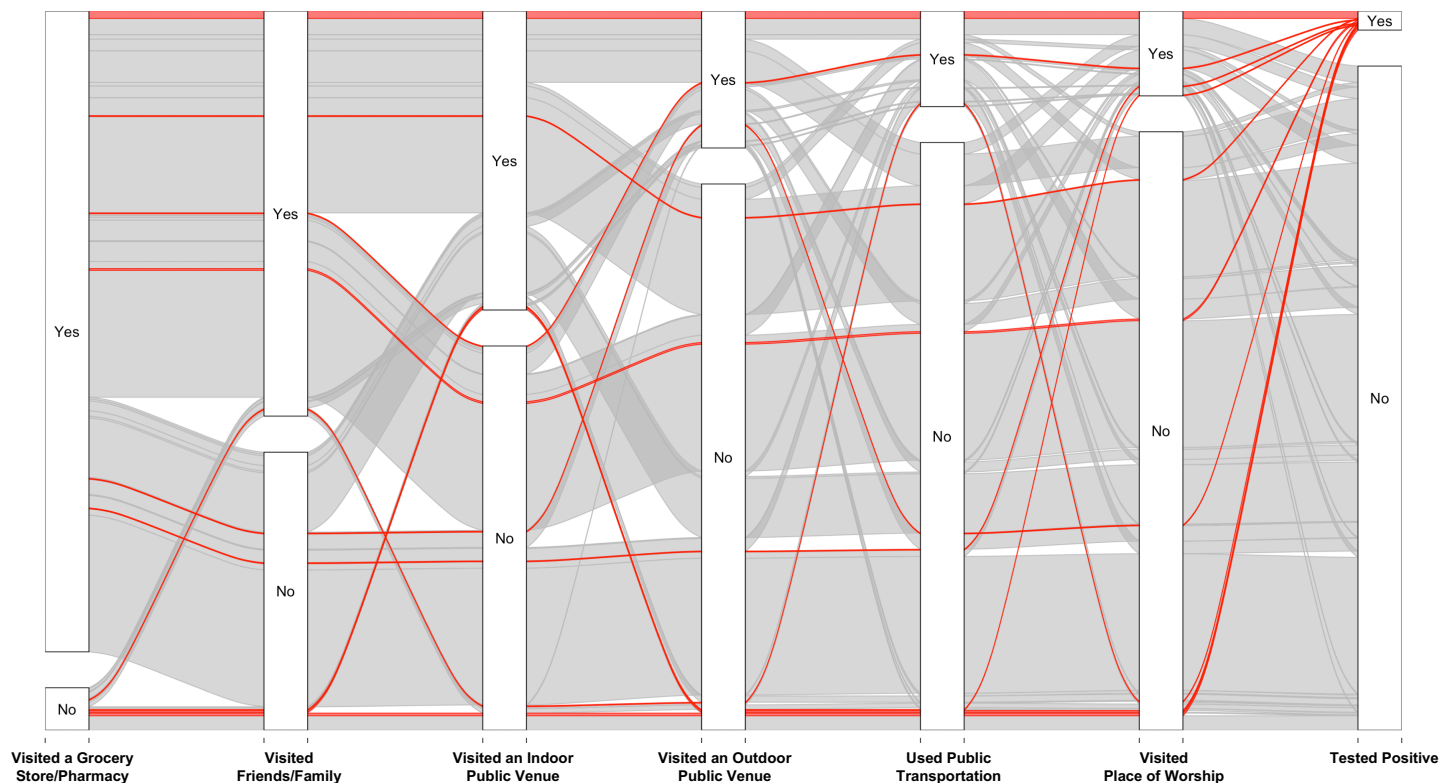 Yes
No
Yes
No
Yes
No
Yes
No
Yes
No
Yes
No
Yes
No
Visited a Grocery
Store/Pharmacy
Visited
Friends/Family
Visited an Indoor
Public Venue
Visited an Outdoor
Public Venue
Used Public
Transportation
Visited
Place of Worship
Tested Positive